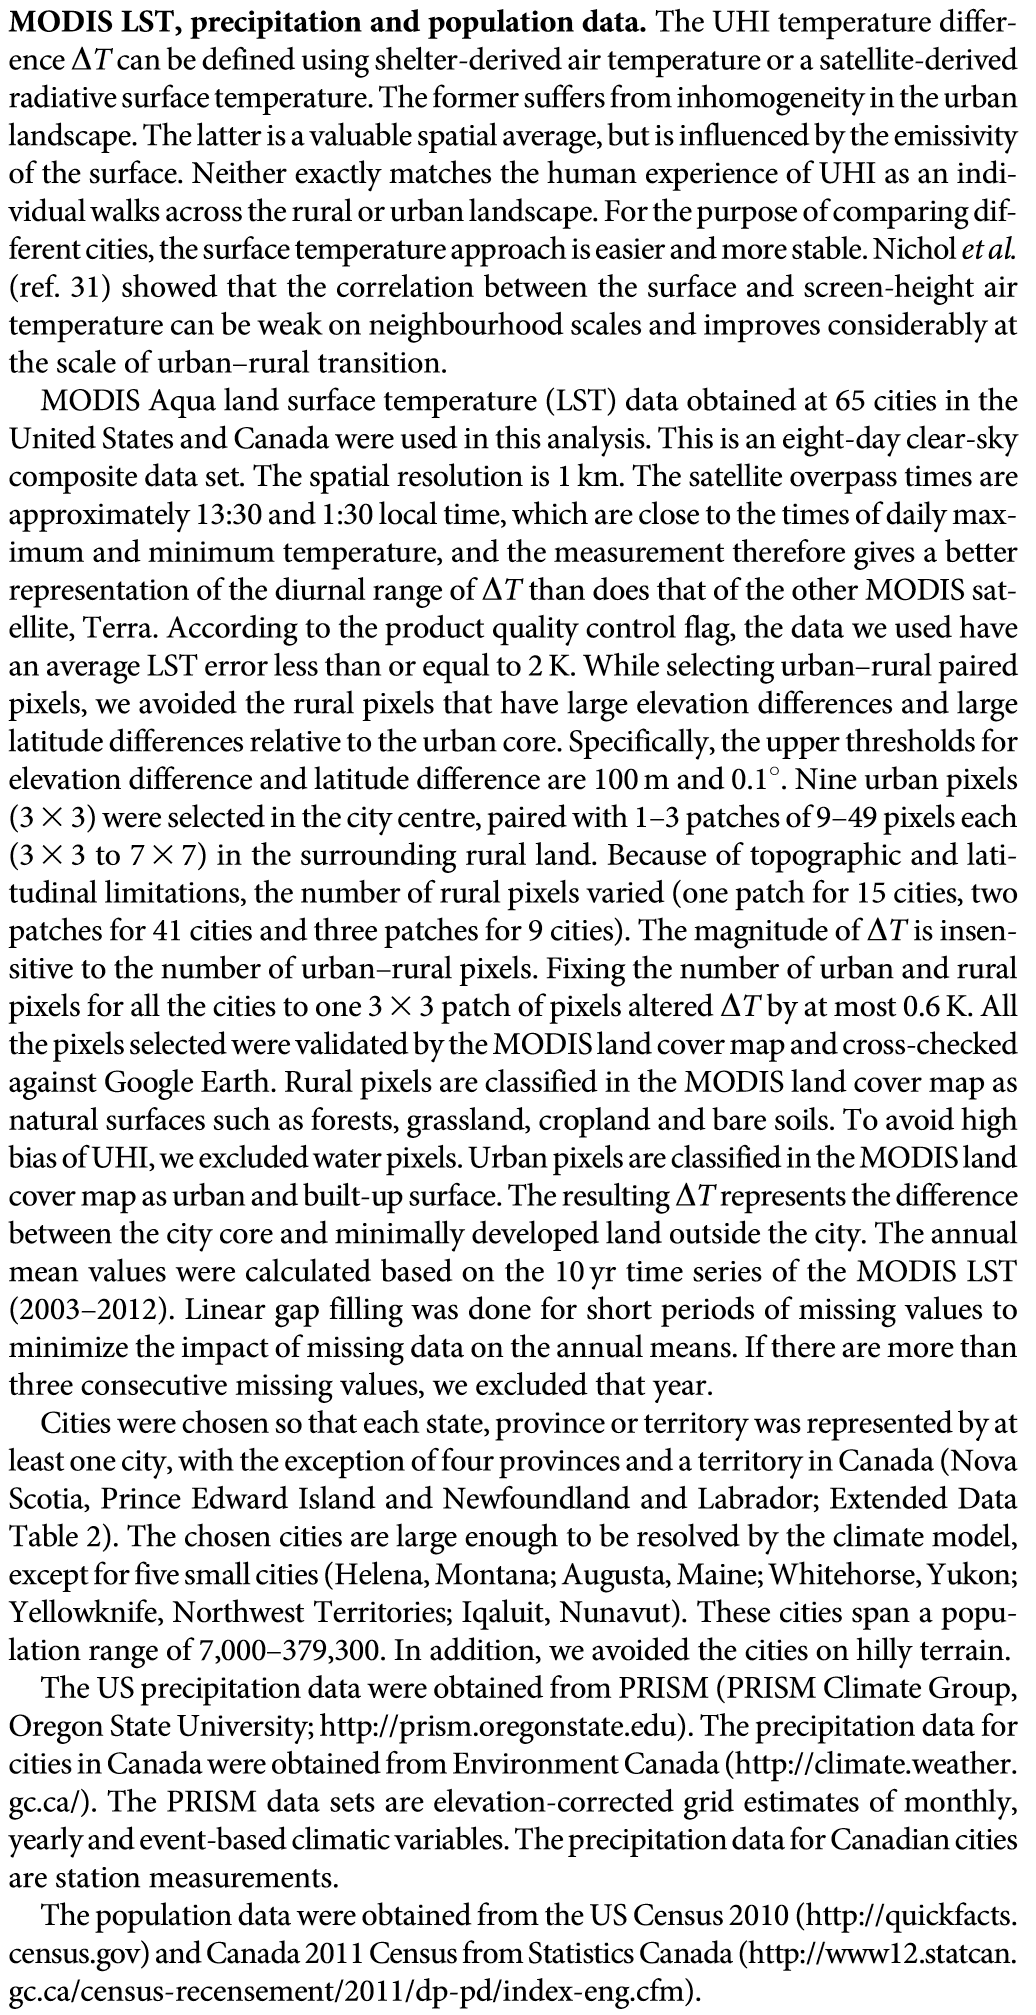 MODIS LST, precipitation and population data. The UHI temperature differ-
ence ΔT can be defined using shelter-derived air temperature or a satellite-derived
radiative surface temperature. The former suffers from inhomogeneity in the urban
landscape. The latter is a valuable spatial average, but is influenced by the emissivity
of the surface. Neither exactly matches the human experience of UHI as an indi-
vidual walks across the rural or urban landscape. For the purpose of comparing dif-
ferent cities, the surface temperature approach is easier and more stable. Nichol et al.
(ref. 31) showed that the correlation between the surface and screen-height air
temperature can be weak on neighbourhood scales and improves considerably at
the scale of urban–rural transition.
MODIS Aqua land surface temperature (LST) data obtained at 65 cities in the
United States and Canada were used in this analysis. This is an eight-day clear-sky
composite data set. The spatial resolution is 1 km. The satellite overpass times are
approximately 13:30 and 1:30 local time, which are close to the times of daily max-
imum and minimum temperature, and the measurement therefore gives a better
representation of the diurnal range of ΔT than does that of the other MODIS sat-
ellite, Terra. According to the product quality control flag, the data we used have
an average LST error less than or equal to 2 K. While selecting urban–rural paired
pixels, we avoided the rural pixels that have large elevation differences and large
latitude differences relative to the urban core. Specifically, the upper thresholds for
elevation difference and latitude difference are 100 m and 0.1°. Nine urban pixels
(3 × 3) were selected in the city centre, paired with 1–3 patches of 9–49 pixels each
(3 × 3 to 7 × 7) in the surrounding rural land. Because of topographic and lati-
tudinal limitations, the number of rural pixels varied (one patch for 15 cities, two
patches for 41 cities and three patches for 9 cities). The magnitude of ΔT is insen-
sitive to the number of urban–rural pixels. Fixing the number of urban and rural
pixels for all the cities to one 3 × 3 patch of pixels altered ΔT by at most 0.6 K. All
the pixels selected were validated by the MODIS land cover map and cross-checked
against Google Earth. Rural pixels are classified in the MODIS land cover map as
natural surfaces such as forests, grassland, cropland and bare soils. To avoid high
bias of UHI, we excluded water pixels. Urban pixels are classified in the MODIS land
cover map as urban and built-up surface. The resulting ΔT represents the difference
between the city core and minimally developed land outside the city. The annual
mean values were calculated based on the 10 yr time series of the MODIS LST
(2003–2012). Linear gap filling was done for short periods of missing values to
minimize the impact of missing data on the annual means. If there are more than
three consecutive missing values, we excluded that year.
Cities were chosen so that each state, province or territory was represented by at
least one city, with the exception of four provinces and a territory in Canada (Nova
Scotia, Prince Edward Island and Newfoundland and Labrador; Extended Data
Table 2). The chosen cities are large enough to be resolved by the climate model,
except for five small cities (Helena, Montana; Augusta, Maine; Whitehorse, Yukon;
Yellowknife, Northwest Territories; Iqaluit, Nunavut). These cities span a popu-
lation range of 7,000–379,300. In addition, we avoided the cities on hilly terrain.
The US precipitation data were obtained from PRISM (PRISM Climate Group,
Oregon State University; http://prism.oregonstate.edu). The precipitation data for
cities in Canada were obtained from Environment Canada (http://climate.weather.
gc.ca/). The PRISM data sets are elevation-corrected grid estimates of monthly,
yearly and event-based climatic variables. The precipitation data for Canadian cities
are station measurements.
The population data were obtained from the US Census 2010 (http://quickfacts.
census.gov) and Canada 2011 Census from Statistics Canada (http://www12.statcan.
gc.ca/census-recensement/2011/dp-pd/index-eng.cfm).